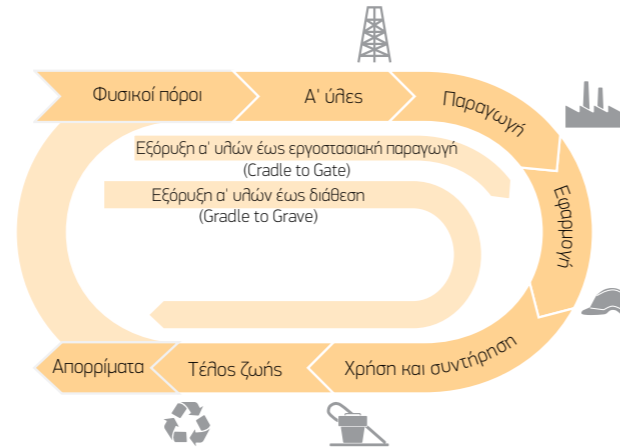 Φυσικοί πόροι
Α' ύλες
Παραγωγή
Εφαρμογή
Εξόρυξη α' υλών έως εργοστασιακή παραγωγή
(Cradle to Gate)
Εξόρυξη α' υλών έως διάθεση
(Gradle to Grave)
Χρήση και συντήρηση
Τέλος ζωής
Απορρίματα